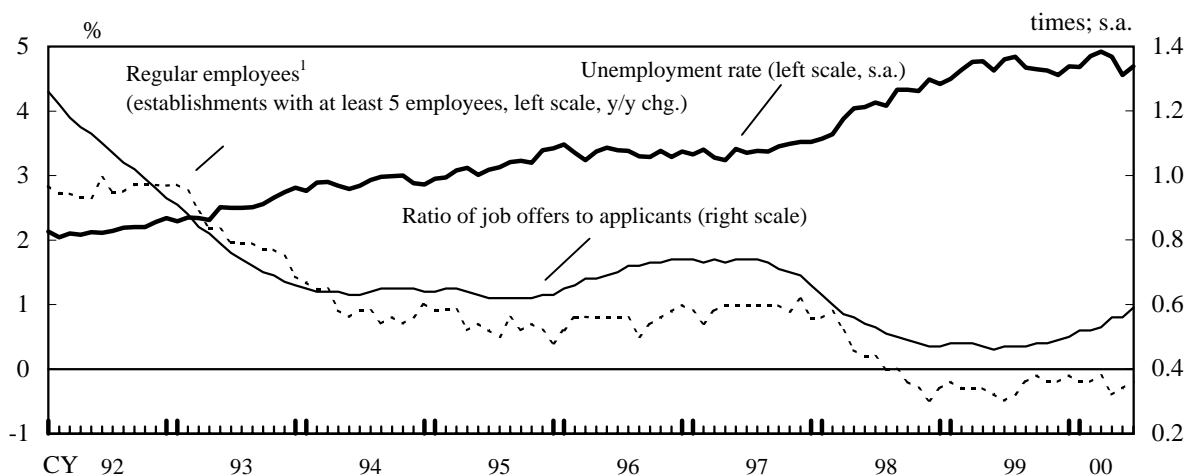 % times; s.a.
5 1.4
Regular employees1 Unemployment rate (left scale, s.a.)
(establishments with at least 5 employees, left scale, y/y chg.)
4 1.2
3 1.0
Ratio of job offers to applicants (right scale)
2 0.8
1 0.6
0 0.4
-1 0.2
CY 92 93 94 95 96 97 98 99 00